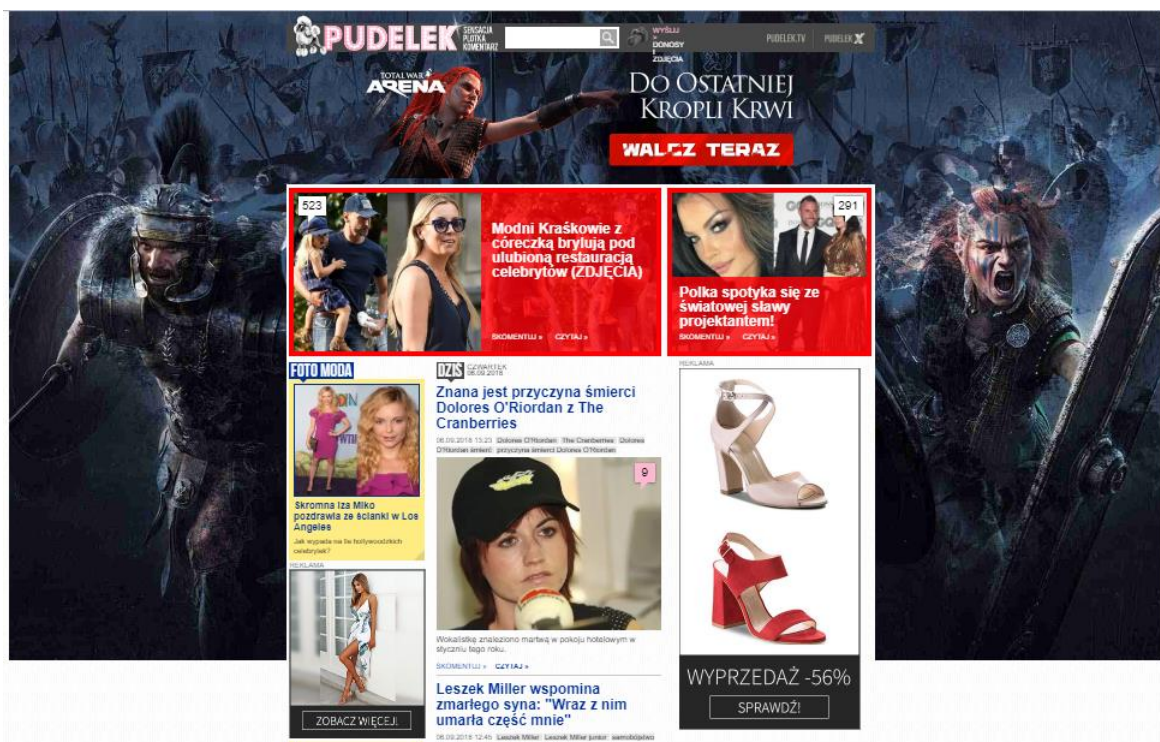 PUDELEK
SENSACJA
PLOTKA
KOMENTARZ
WYŚLIJ
»
DONOSY
I
ZDJĘCIA
PUDELEK.TV
PUDELEK X
TOTAL WAR
ARENA
DO OSTATNIEJ
KROPLI KRWI
WALCZ TERAZ
523
Modni Kraśkowie z
córeczką brylują pod
ulubioną restauracją
celebrytów (ZDJĘCIA)
SKOMENTUJ » CZYTAJ »
291
Polka spotyka się ze
światowej sławy
projektantem!
SKOMENTUJ » CZYTAJ »
FOTO MODA
Skromna Iza Miko
pozdrawia ze ścianki w Los
Angeles
Jak wypada na tle hollywoodzkich
celebrytek?
REKLAMA
ZOBACZ WIĘCEJ!
DZIŚ
CZWARTEK
06.09.2018
Znana jest przyczyna śmierci
Dolores O'Riordan z The
Cranberries
06.09.2018 13:23 Dolores O'Riordan The Cranberries Dolores
O'Riordan śmierć przyczyna śmierci Dolores O'Riordan
9
Wokalistkę znaleziono martwą w pokoju hotelowym w
styczniu tego roku.
SKOMENTUJ » CZYTAJ »
Leszek Miller wspomina
zmarłego syna: "Wraz z nim
umarła część mnie"
06.09.2018 12:45 Leszek Miller Leszek Miller junior samobójstwo
REKLAMA
WYPRZEDAŻ -56%
SPRAWDŹ!